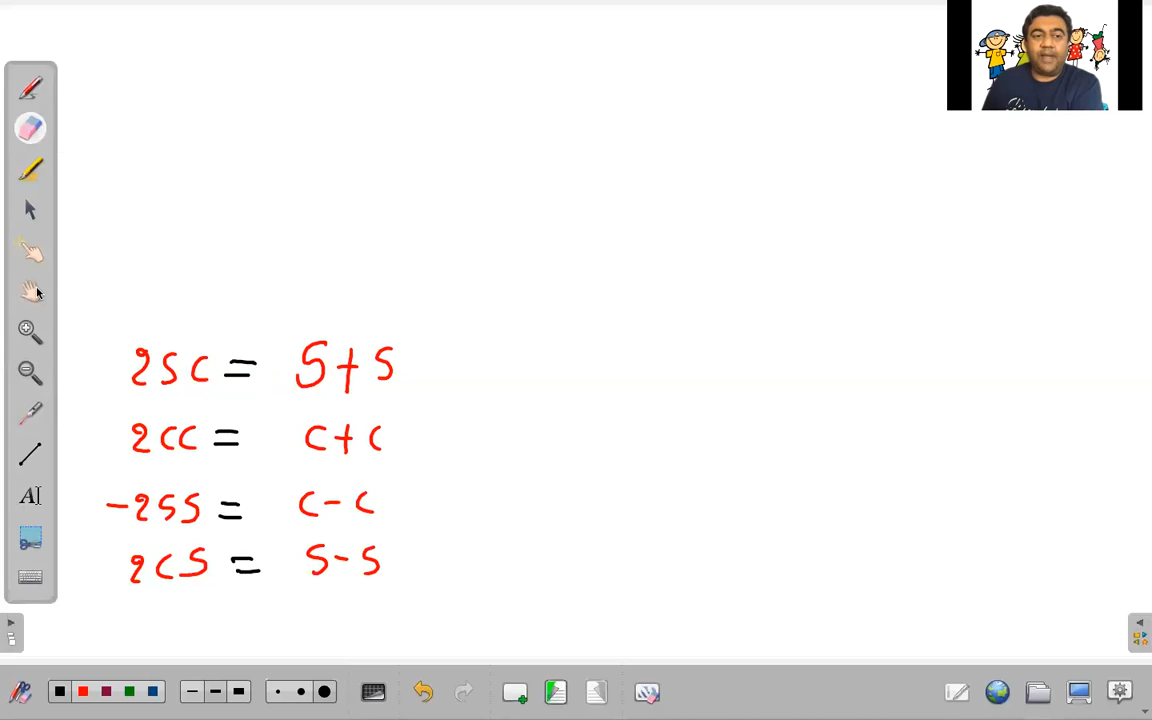 2SC = S+S
2CC = C+C
-2SS = C-C
2CS = S-S
A